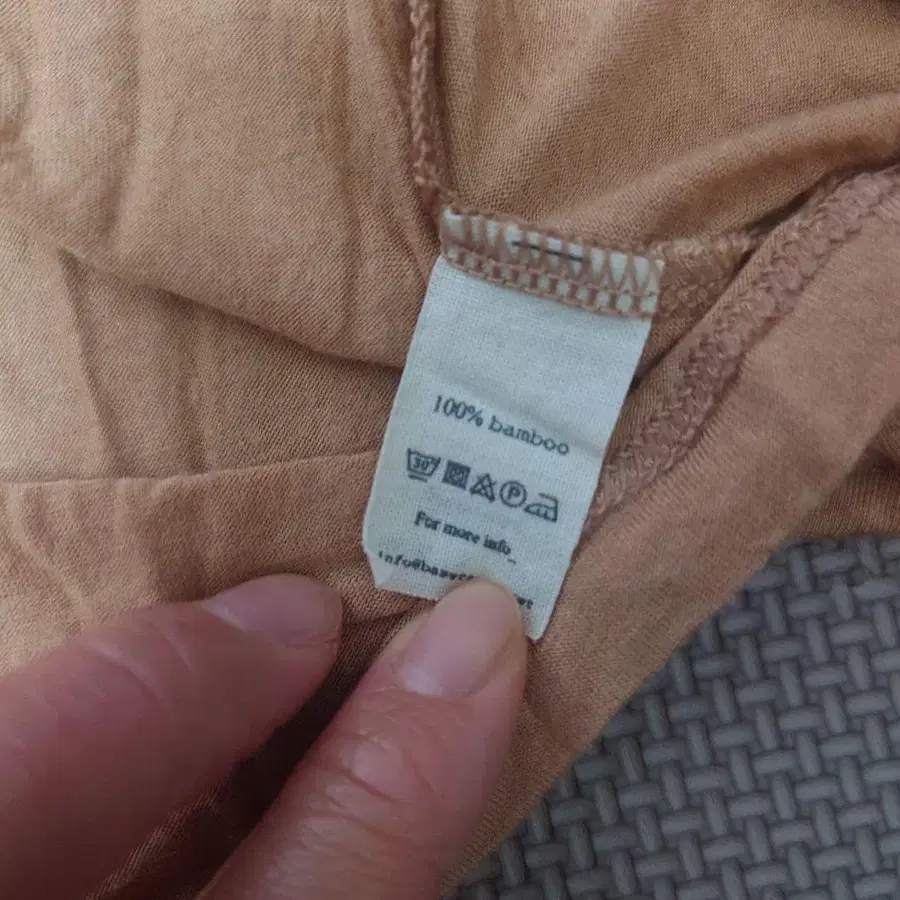 100% bamboo
30°
P
For more info